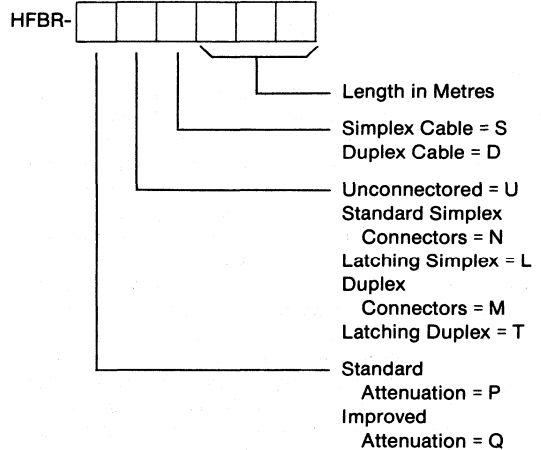 HFBR-
Length in Metres
Simplex Cable = S
Duplex Cable = D
Unconnectored = U
Standard Simplex
Connectors = N
Latching Simplex = L
Duplex
Connectors = M
Latching Duplex = T
Standard
Attenuation = P
Improved
Attenuation = Q